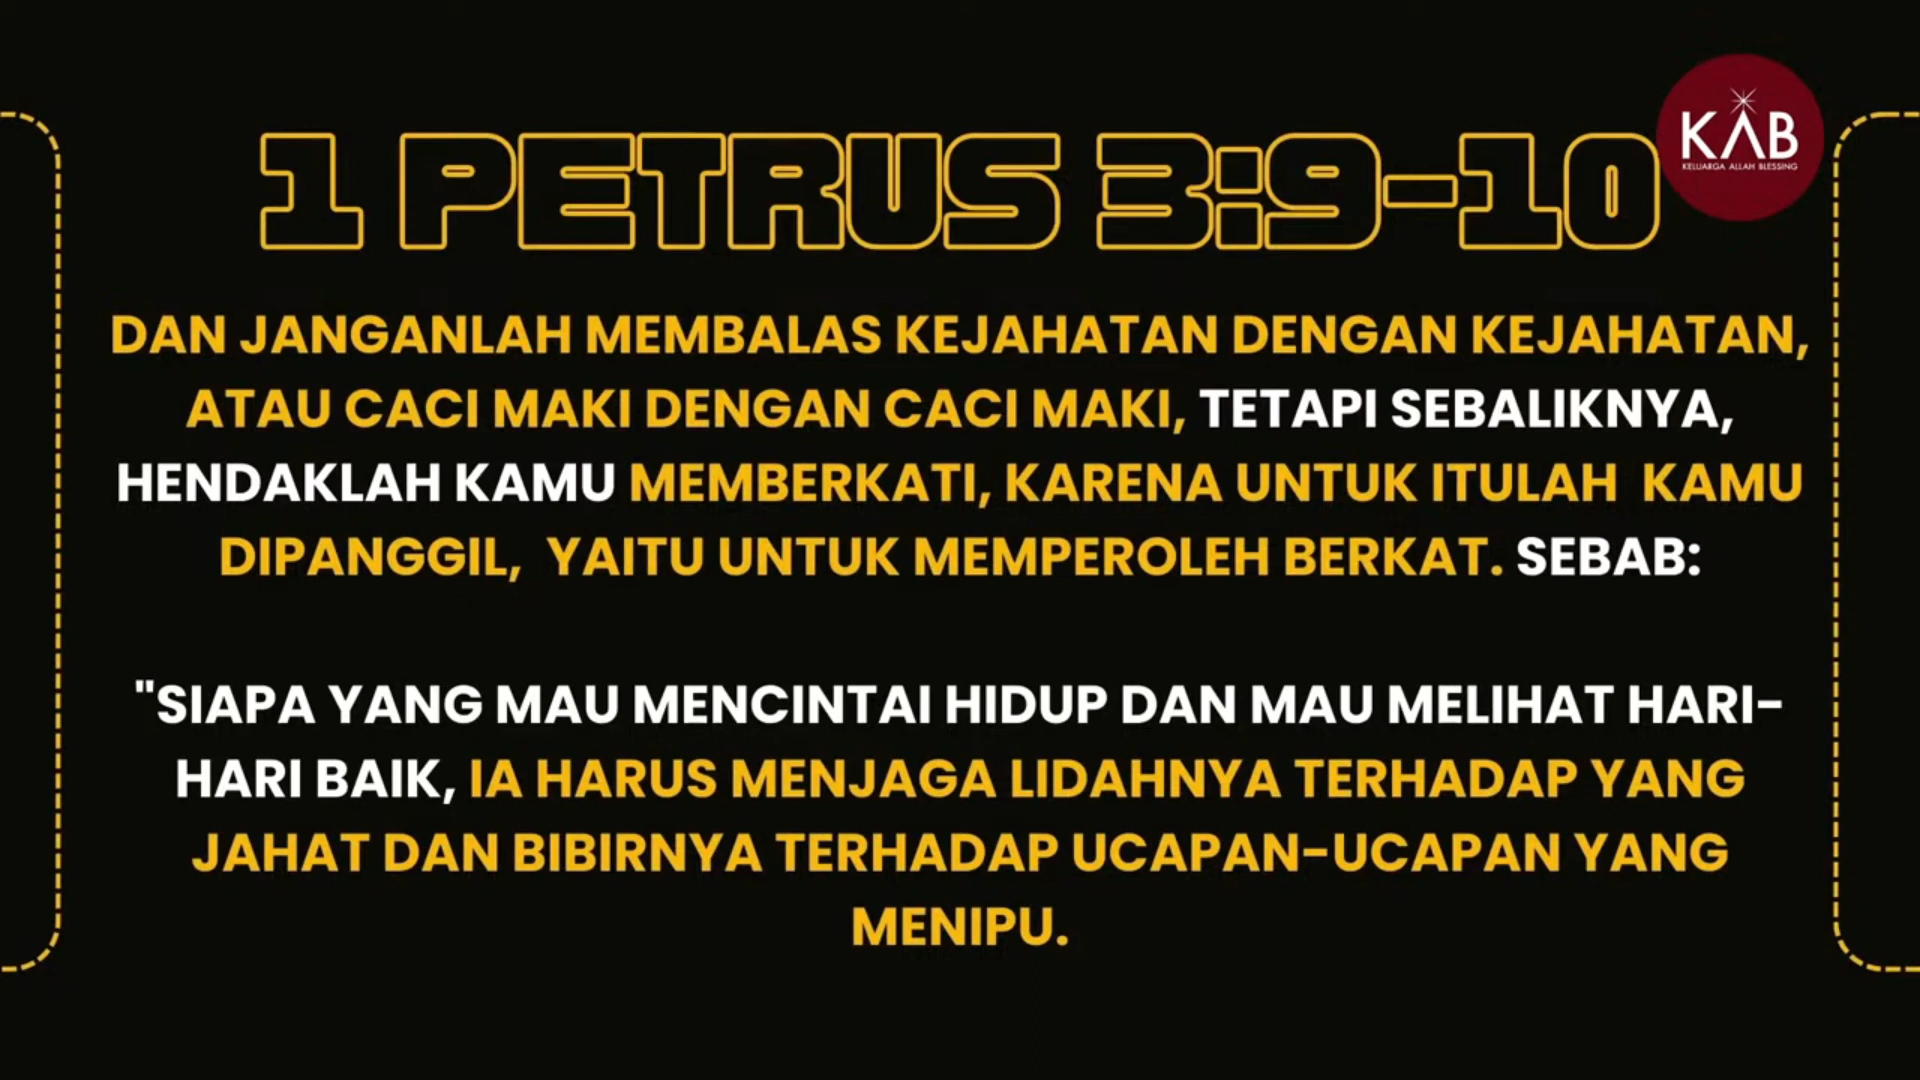 KAB
KELUARGA ALLAH BLESSING
1 PETRUS 3:9-10
DAN JANGANLAH MEMBALAS KEJAHATAN DENGAN KEJAHATAN,
ATAU CACI MAKI DENGAN CACI MAKI, TETAPI SEBALIKNYA,
HENDAKLAH KAMU MEMBERKATI, KARENA UNTUK ITULAH KAMU
DIPANGGIL, YAITU UNTUK MEMPEROLEH BERKAT. SEBAB:
"SIAPA YANG MAU MENCINTAI HIDUP DAN MAU MELIHAT HARI-
HARI BAIK, IA HARUS MENJAGA LIDAHNYA TERHADAP YANG
JAHAT DAN BIBIRNYA TERHADAP UCAPAN-UCAPAN YANG
MENIPU.